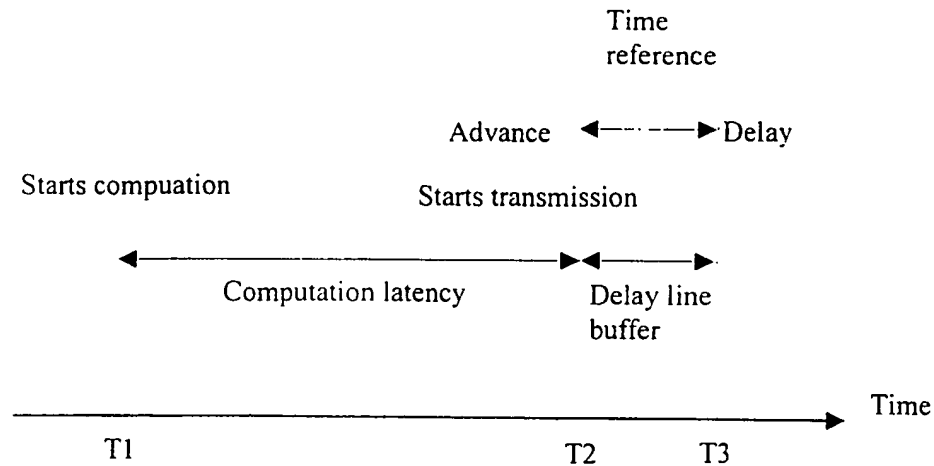 Time
reference
Advance
Delay
Starts compuation
Starts transmission
Computation latency
Delay line
buffer
Time
T1
T2
T3